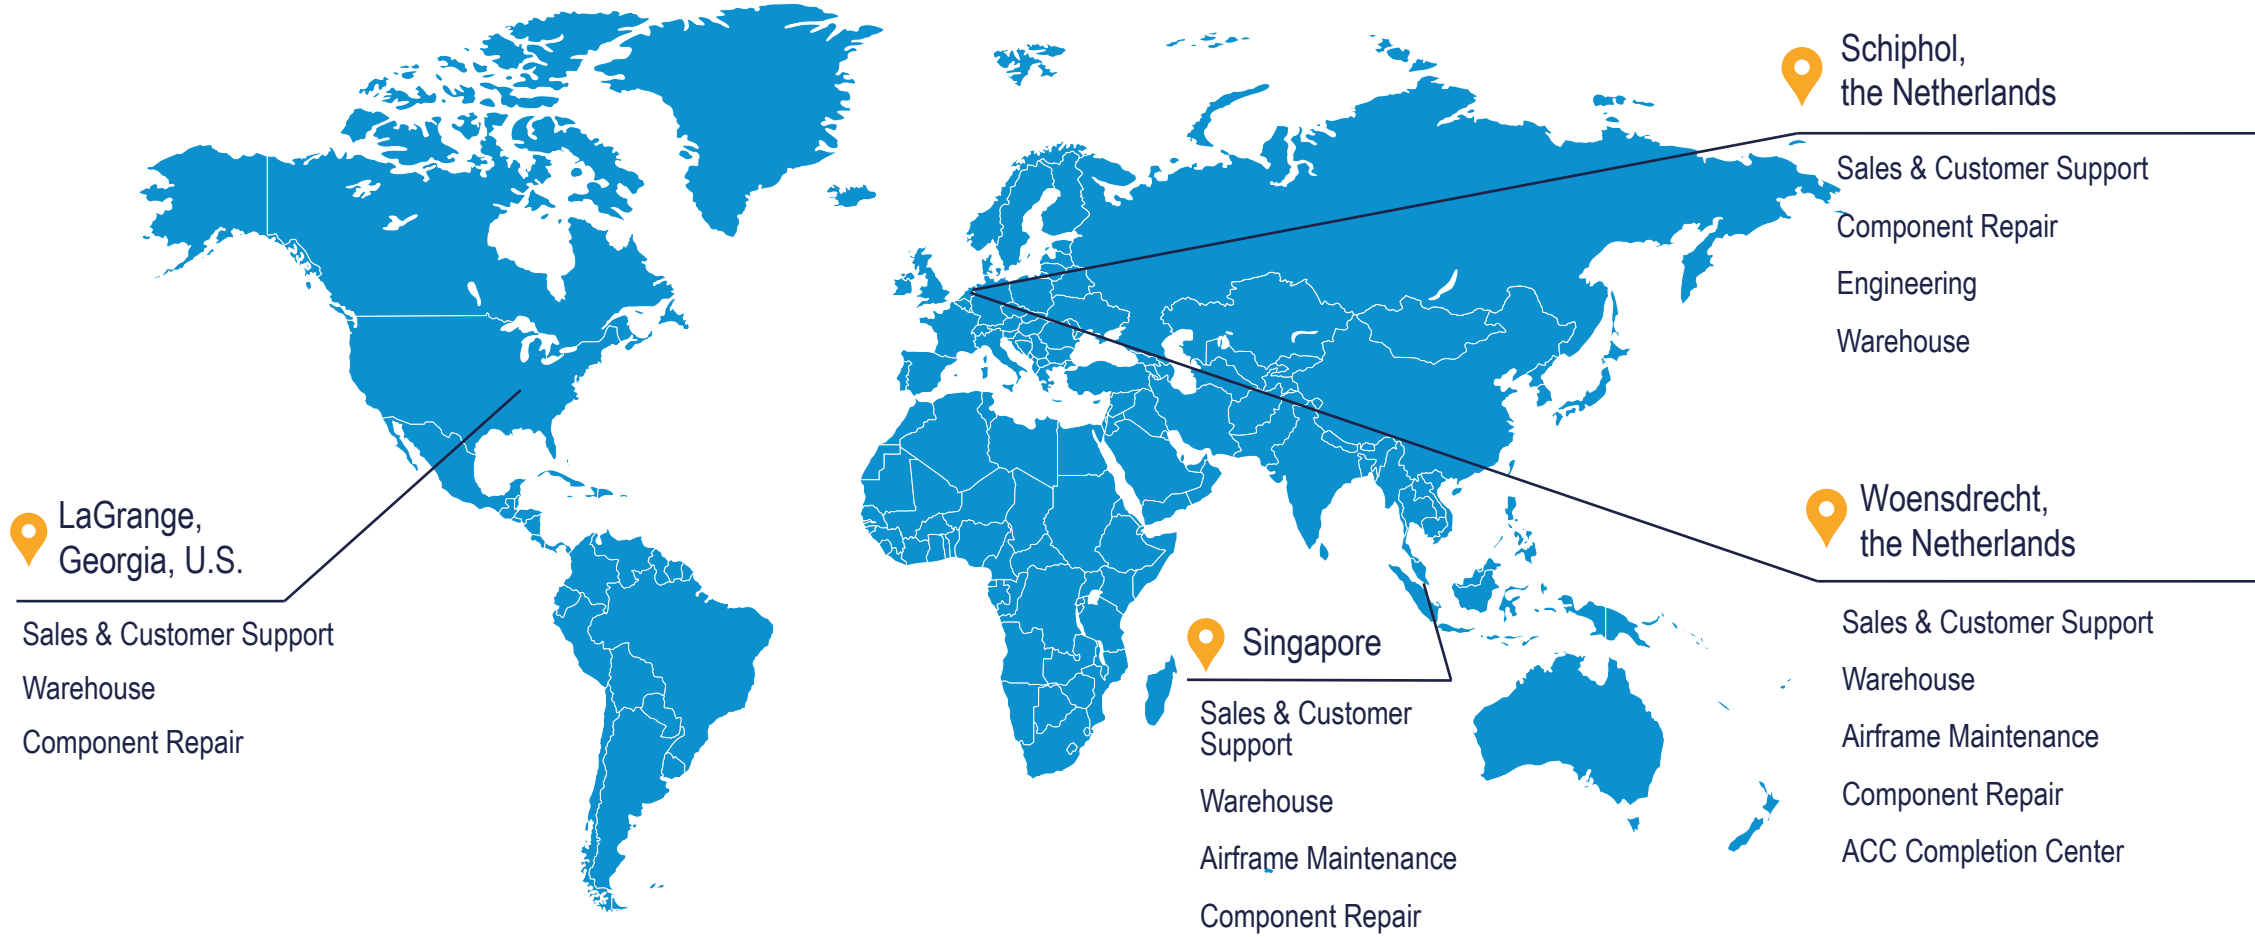 Schiphol,
the Netherlands
Sales & Customer Support
Component Repair
Engineering
Warehouse
LaGrange,
Georgia, U.S.
Sales & Customer Support
Warehouse
Component Repair
Singapore
Sales & Customer
Support
Warehouse
Airframe Maintenance
Component Repair
Woensdrecht,
the Netherlands
Sales & Customer Support
Warehouse
Airframe Maintenance
Component Repair
ACC Completion Center